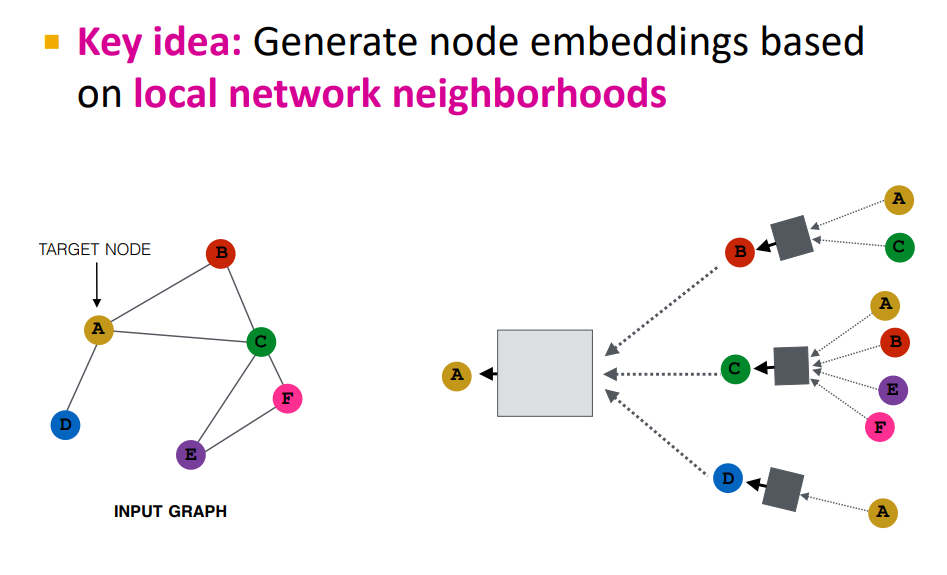 Key idea: Generate node embeddings based
on local network neighborhoods
TARGET NODE
B
A
C
F
D
E
INPUT GRAPH
A
B
A
C
C
A
B
E
F
D
A